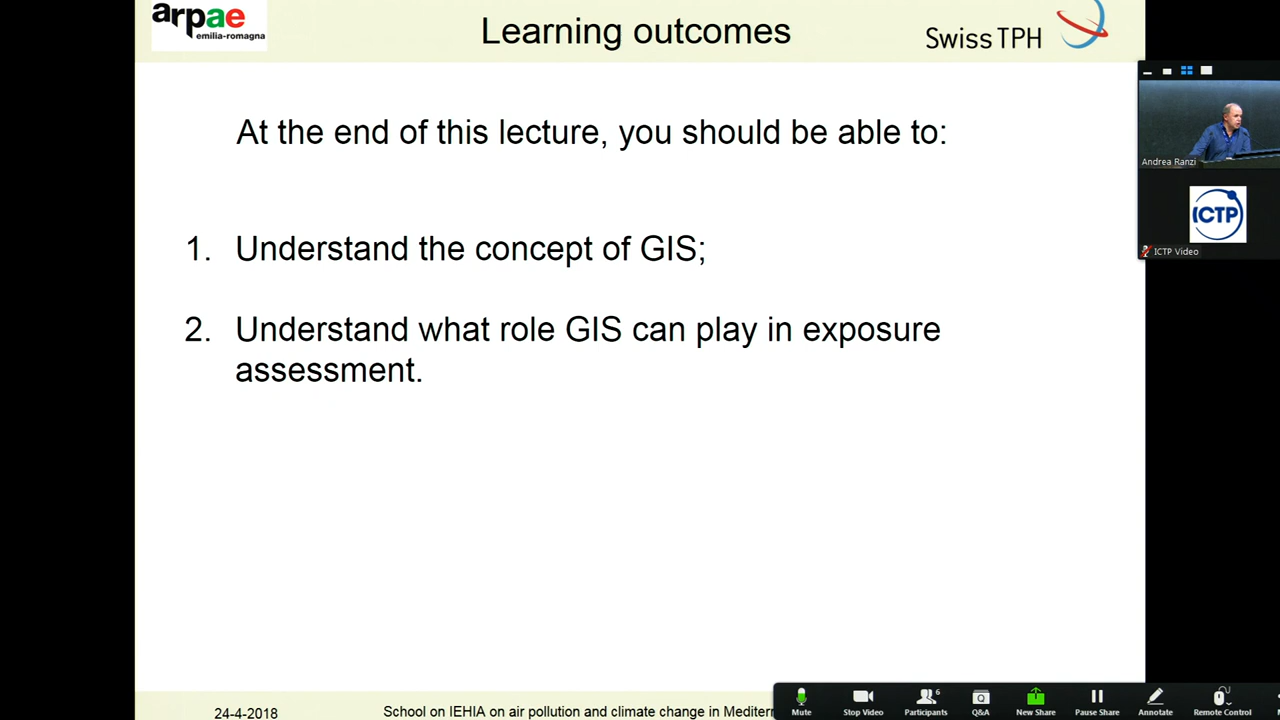 arpae
emilia-romagna
Learning outcomes
Swiss TPH
At the end of this lecture, you should be able to:
1. Understand the concept of GIS;
2. Understand what role GIS can play in exposure
assessment.
Andrea Ranzi
ICTP
ICTP Video
24-4-2018
School on IEHIA on air pollution and climate change in Mediterr
6
Mute
Stop Video
Participants
Q&A
New Share
Pause Share
Annotate
Remote Control